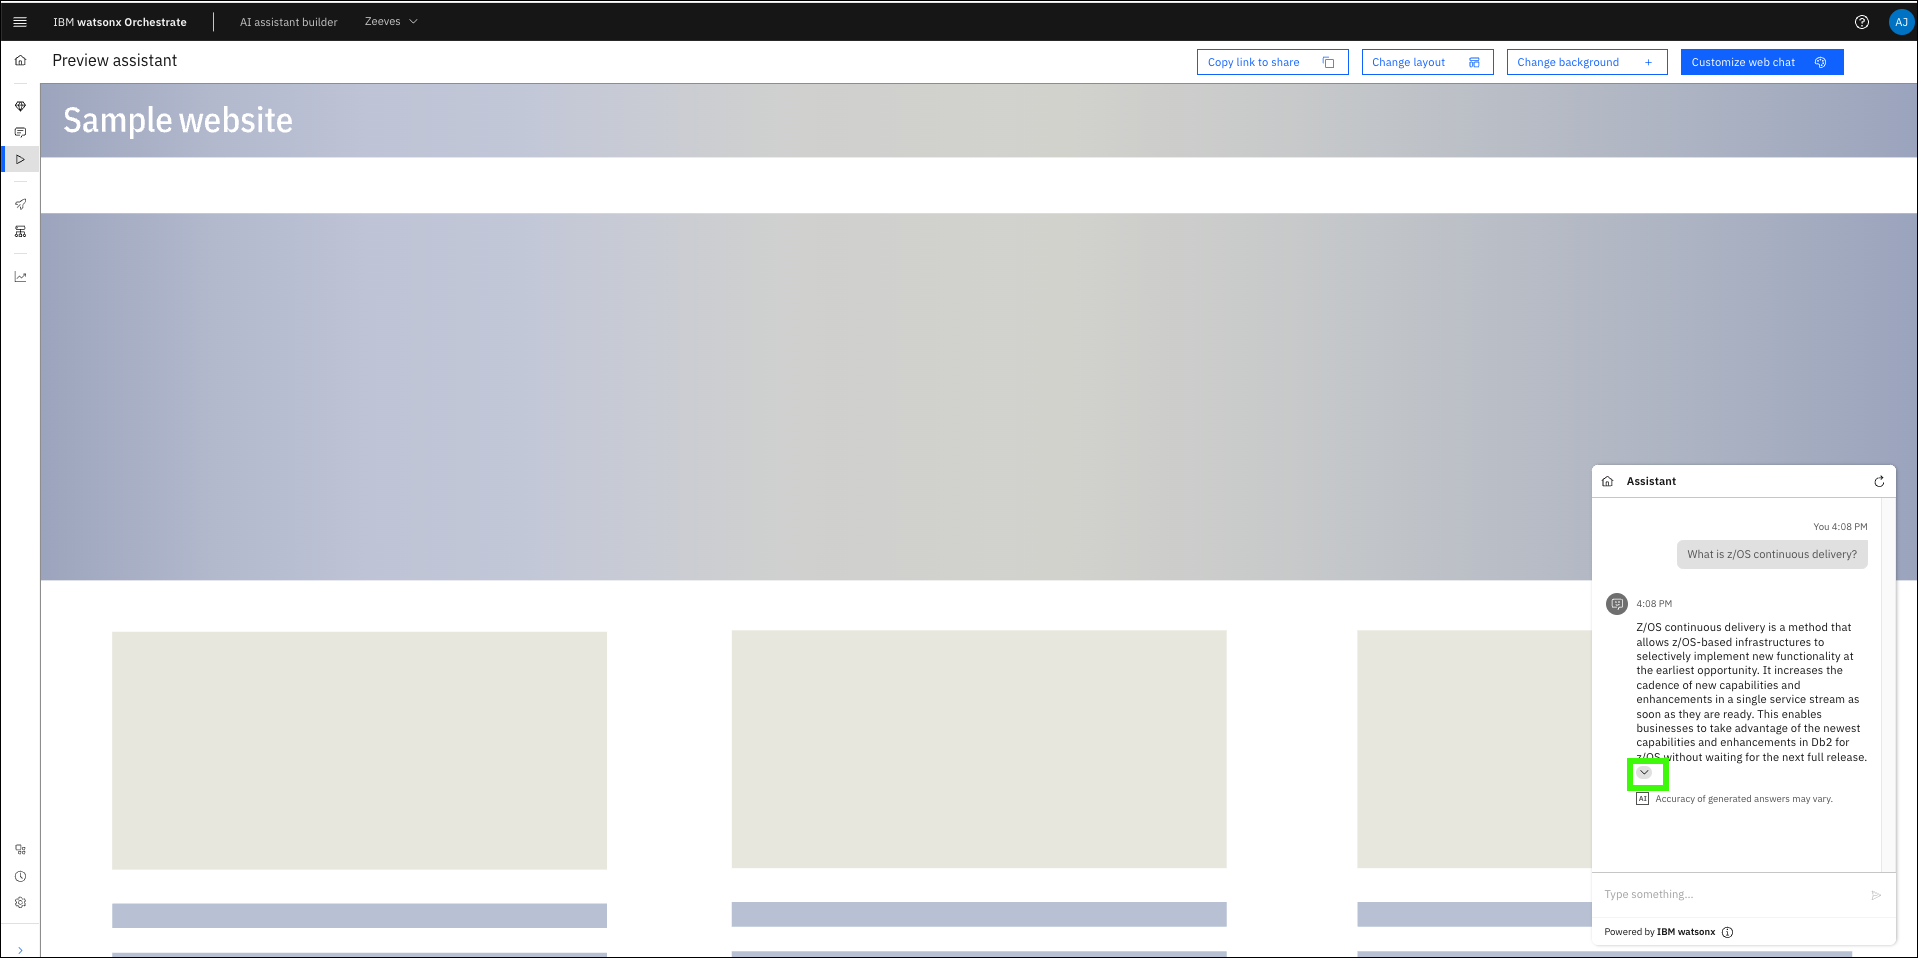 IBM watsonx Orchestrate
AI assistant builder
Zeeves
AJ
Preview assistant
Copy link to share
Change layout
Change background
Customize web chat
Sample website
Assistant
You 4:08 PM
What is z/OS continuous delivery?
4:08 PM
Z/OS continuous delivery is a method that
allows z/OS-based infrastructures to
selectively implement new functionality at
the earliest opportunity. It increases the
cadence of new capabilities and
enhancements in a single service stream as
soon as they are ready. This enables
businesses to take advantage of the newest
capabilities and enhancements in Db2 for
z/OS without waiting for the next full release.
AI Accuracy of generated answers may vary.
Type something...
Powered by IBM watsonx